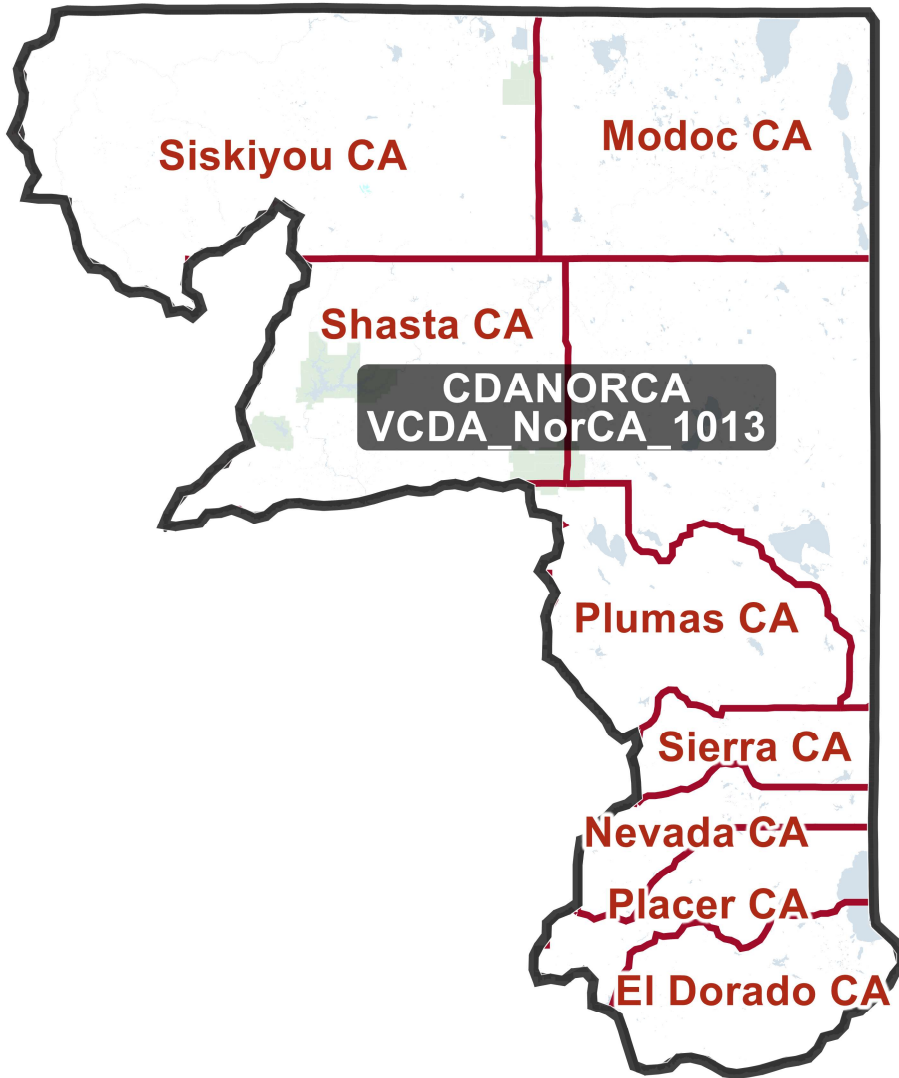 Siskiyou CA
Modoc CA
Shasta CA
CDANORCA
VCDA_NorCA_1013
Plumas CA
Sierra CA
Nevada CA
Placer CA
El Dorado CA